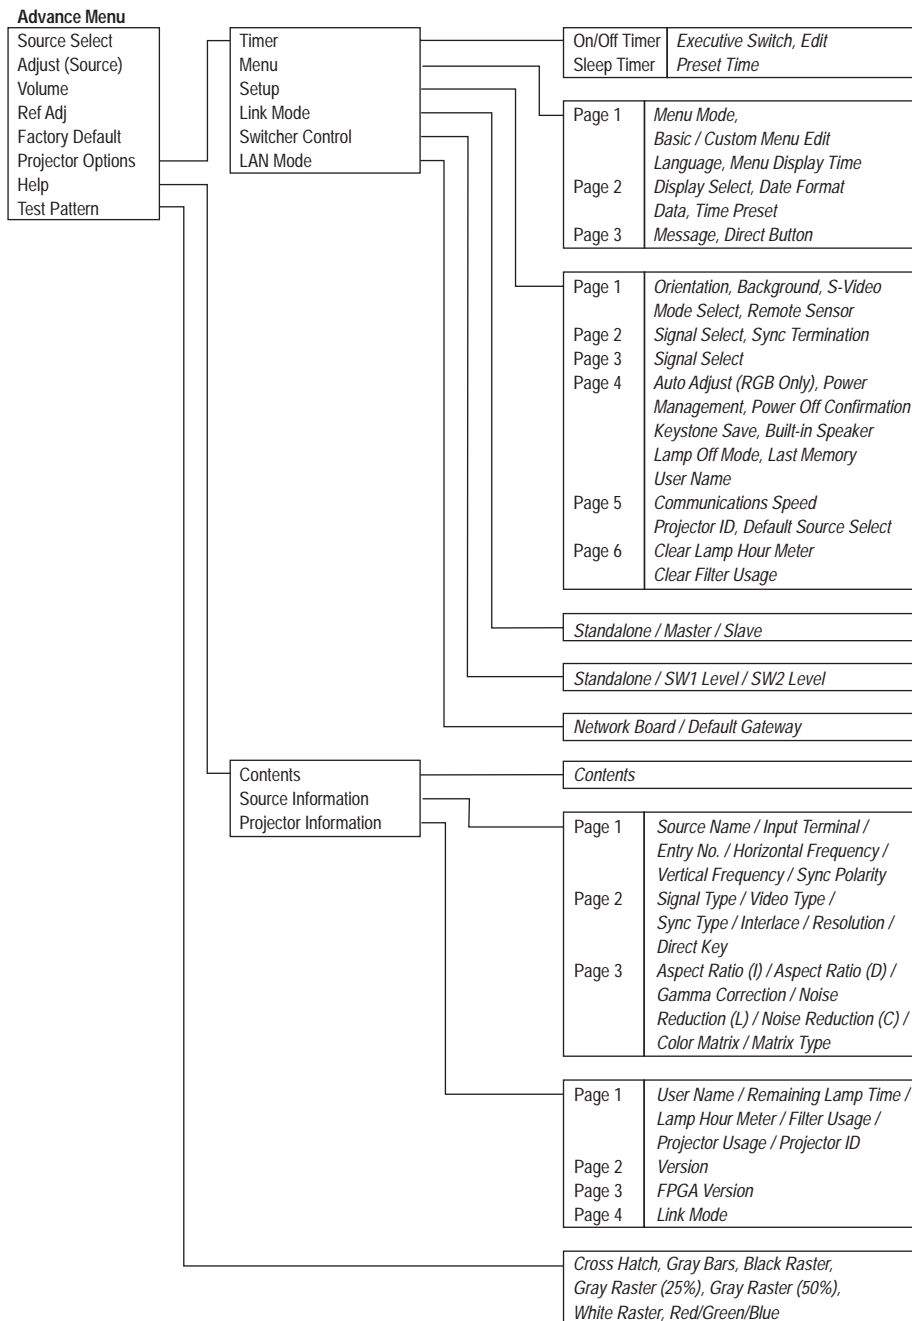 Advance Menu
Source Select
Adjust (Source)
Volume
Ref Adj
Factory Default
Projector Options
Help
Test Pattern
Timer
Menu
Setup
Link Mode
Switcher Control
LAN Mode
On/Off Timer Executive Switch, Edit
Sleep Timer Preset Time
Page 1 Menu Mode,
Basic / Custom Menu Edit
Language, Menu Display Time
Page 2 Display Select, Date Format
Data, Time Preset
Page 3 Message, Direct Button
Page 1 Orientation, Background, S-Video
Mode Select, Remote Sensor
Page 2 Signal Select, Sync Termination
Page 3 Signal Select
Page 4 Auto Adjust (RGB Only), Power
Management, Power Off Confirmation
Keystone Save, Built-in Speaker
Lamp Off Mode, Last Memory
User Name
Page 5 Communications Speed
Projector ID, Default Source Select
Page 6 Clear Lamp Hour Meter
Clear Filter Usage
Standalone / Master / Slave
Standalone / SW1 Level / SW2 Level
Network Board / Default Gateway
Contents
Source Information
Projector Information
Contents
Page 1 Source Name / Input Terminal /
Entry No. / Horizontal Frequency /
Vertical Frequency / Sync Polarity
Page 2 Signal Type / Video Type /
Sync Type / Interlace / Resolution /
Direct Key
Page 3 Aspect Ratio (I) / Aspect Ratio (D) /
Gamma Correction / Noise
Reduction (L) / Noise Reduction (C) /
Color Matrix / Matrix Type
Page 1 User Name / Remaining Lamp Time /
Lamp Hour Meter / Filter Usage /
Projector Usage / Projector ID
Page 2 Version
Page 3 FPGA Version
Page 4 Link Mode
Cross Hatch, Gray Bars, Black Raster,
Gray Raster (25%), Gray Raster (50%),
White Raster, Red/Green/Blue